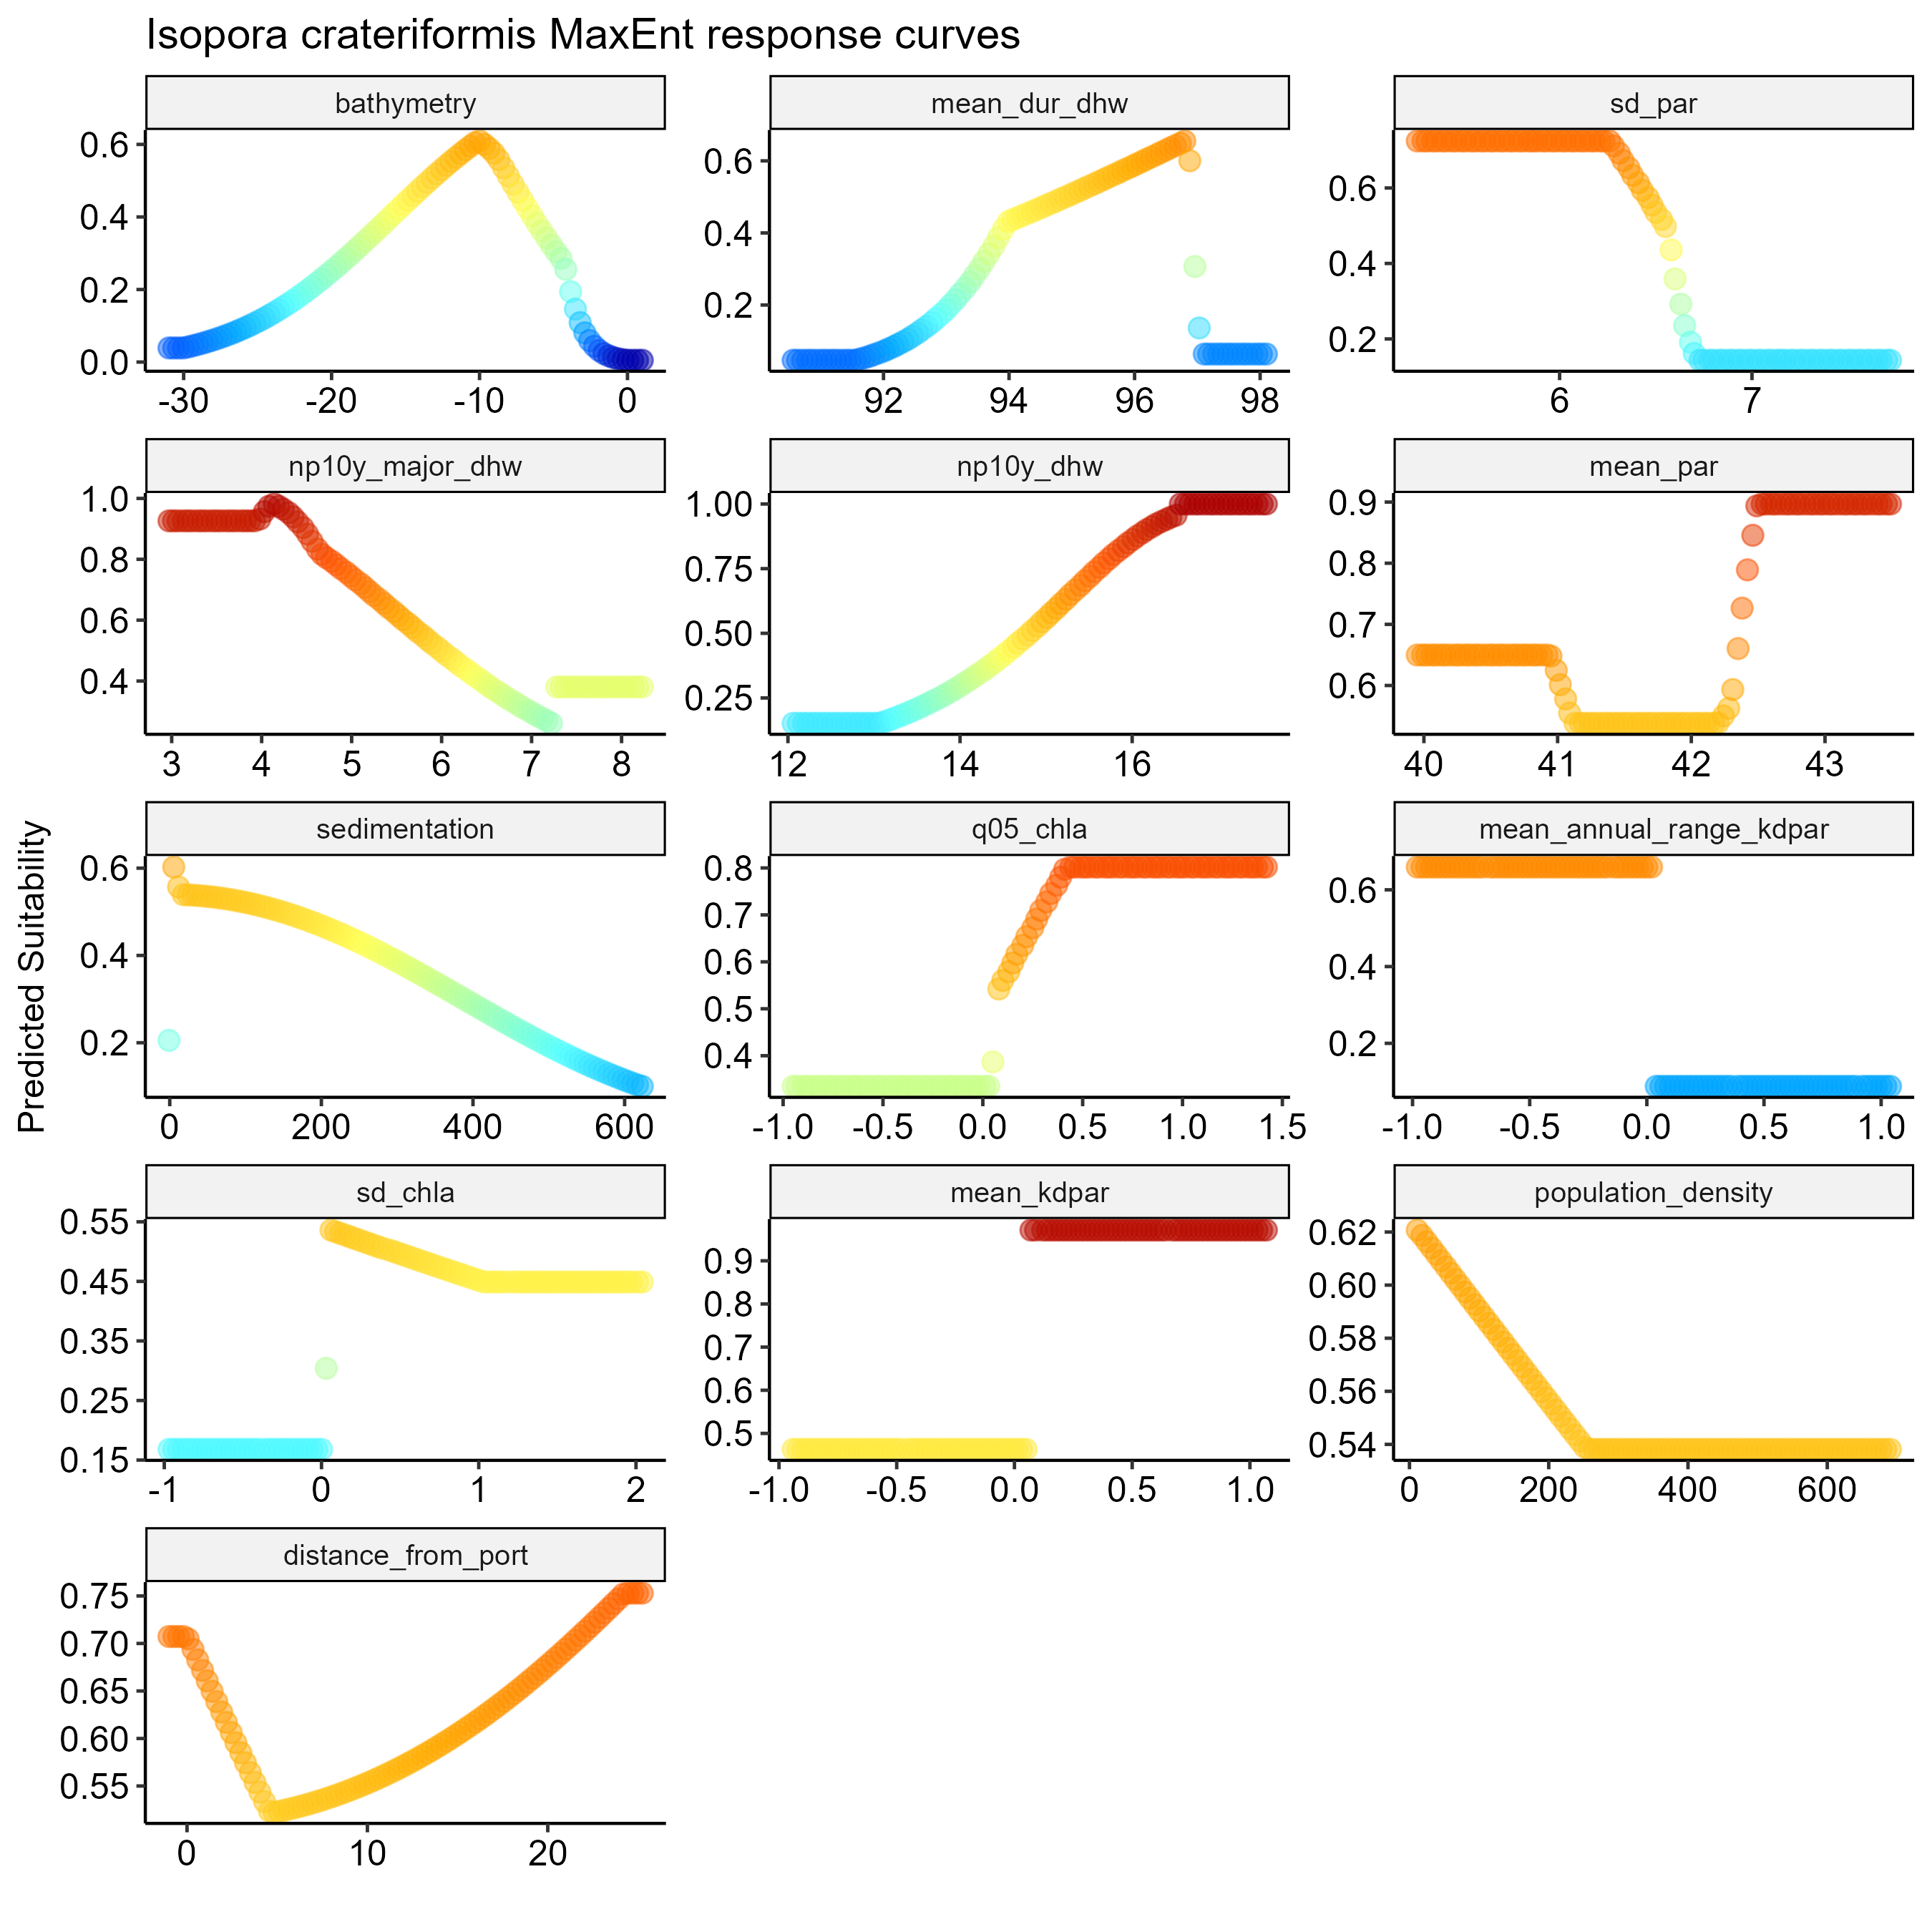 Isopora crateriformis MaxEnt response curves
bathymetry mean_dur_dhw sd_par
0.6 0.4 0.2 0.0
-30 -20 -10 0
0.6 0.4 0.2
92 94 96 98
0.6 0.4 0.2
6 7
np10y_major_dhw np10y_dhw mean_par
1.0 0.8 0.6 0.4
3 4 5 6 7 8
1.00 0.75 0.50 0.25
12 14 16
0.9 0.8 0.7 0.6
40 41 42 43
Predicted Suitability
sedimentation q05_chla mean_annual_range_kdpar
0.6 0.4 0.2
0 200 400 600
0.8 0.7 0.6 0.5 0.4
-1.0 -0.5 0.0 0.5 1.0 1.5
0.6 0.4 0.2
-1.0 -0.5 0.0 0.5 1.0
sd_chla mean_kdpar population_density
0.55 0.45 0.35 0.25 0.15
-1 0 1 2
0.9 0.8 0.7 0.6 0.5
-1.0 -0.5 0.0 0.5 1.0
0.62 0.60 0.58 0.56 0.54
0 200 400 600
distance_from_port
0.75 0.70 0.65 0.60 0.55
0 10 20